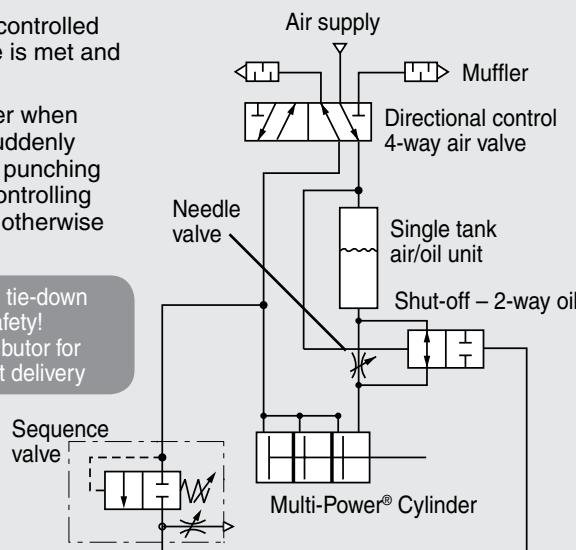 controlled
e is met and
er when
uddenly
punching
ontrolling
otherwise
tie-down
afety!
butor for
t delivery
Air supply
Muffler
Directional control
4-way air valve
Needle
valve
Single tank
air/oil unit
Shut-off – 2-way oil
Sequence
valve
Multi-Power® Cylinder